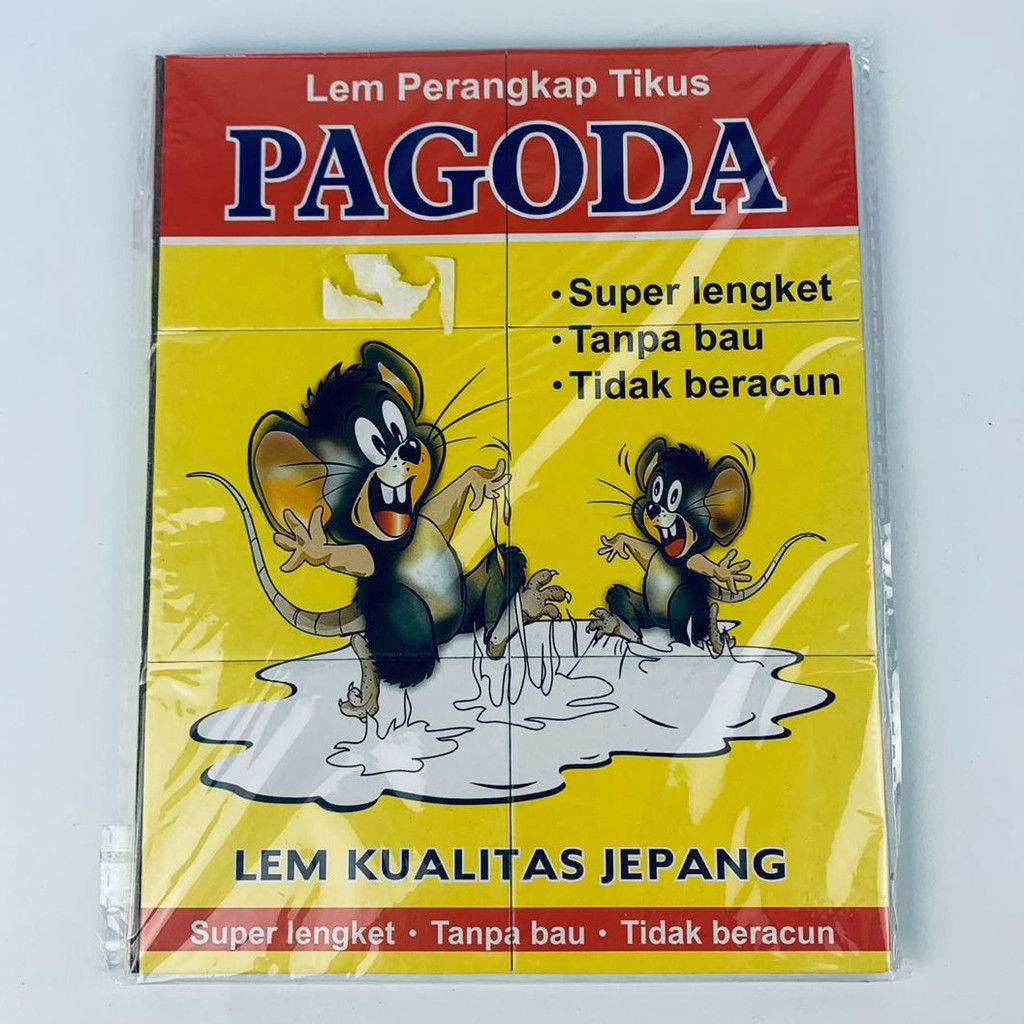 Lem Perangkap Tikus
PAGODA
• Super lengket
• Tanpa bau
• Tidak beracun
LEM KUALITAS JEPANG
Super lengket • Tanpa bau • Tidak beracun